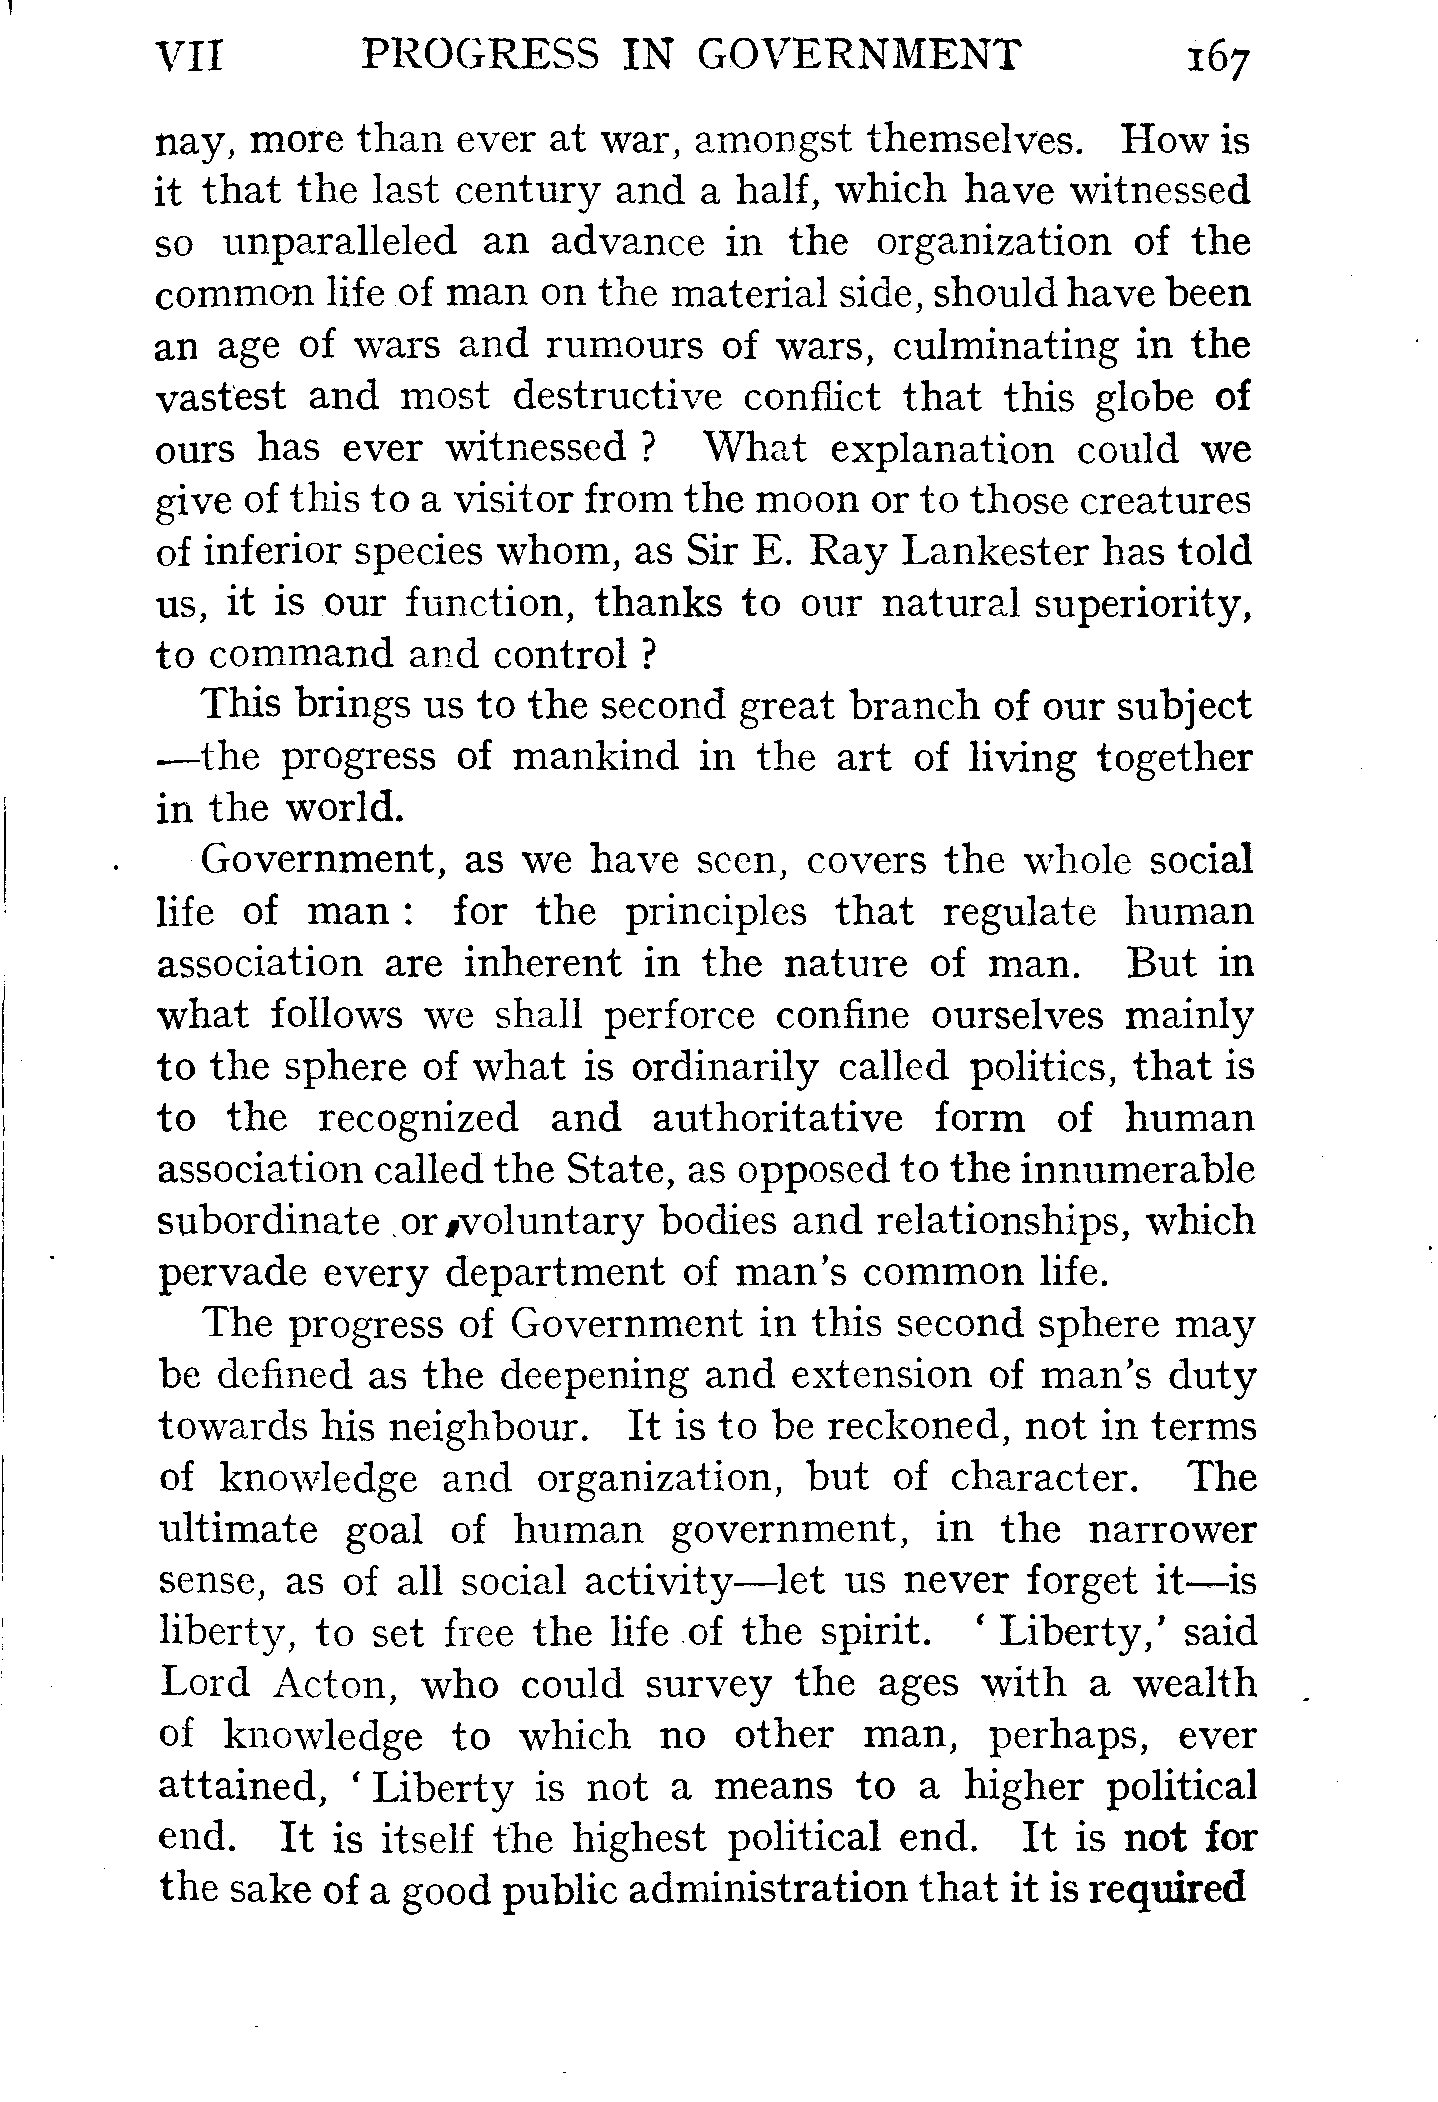 VII PROGRESS IN GOVERNMENT 167
nay, more than ever at war, amongst themselves. How is
it that the last century and a half, which have witnessed
so unparalleled an advance in the organization of the
common life of man on the material side, should have been
an age of wars and rumours of wars, culminating in the
vastest and most destructive conflict that this globe of
ours has ever witnessed ? What explanation could we
give of this to a visitor from the moon or to those creatures
of inferior species whom, as Sir E. Ray Lankester has told
us, it is our function, thanks to our natural superiority,
to command and control ?
This brings us to the second great branch of our subject
—the progress of mankind in the art of living together
in the world.
Government, as we have seen, covers the whole social
life of man : for the principles that regulate human
association are inherent in the nature of man. But in
what follows we shall perforce confine ourselves mainly
to the sphere of what is ordinarily called politics, that is
to the recognized and authoritative form of human
association called the State, as opposed to the innumerable
subordinate or voluntary bodies and relationships, which
pervade every department of man's common life.
The progress of Government in this second sphere may
be defined as the deepening and extension of man's duty
towards his neighbour. It is to be reckoned, not in terms
of knowledge and organization, but of character. The
ultimate goal of human government, in the narrower
sense, as of all social activity—let us never forget it—is
liberty, to set free the life of the spirit. ' Liberty,' said
Lord Acton, who could survey the ages with a wealth
of knowledge to which no other man, perhaps, ever
attained, ' Liberty is not a means to a higher political
end. It is itself the highest political end. It is not for
the sake of a good public administration that it is required